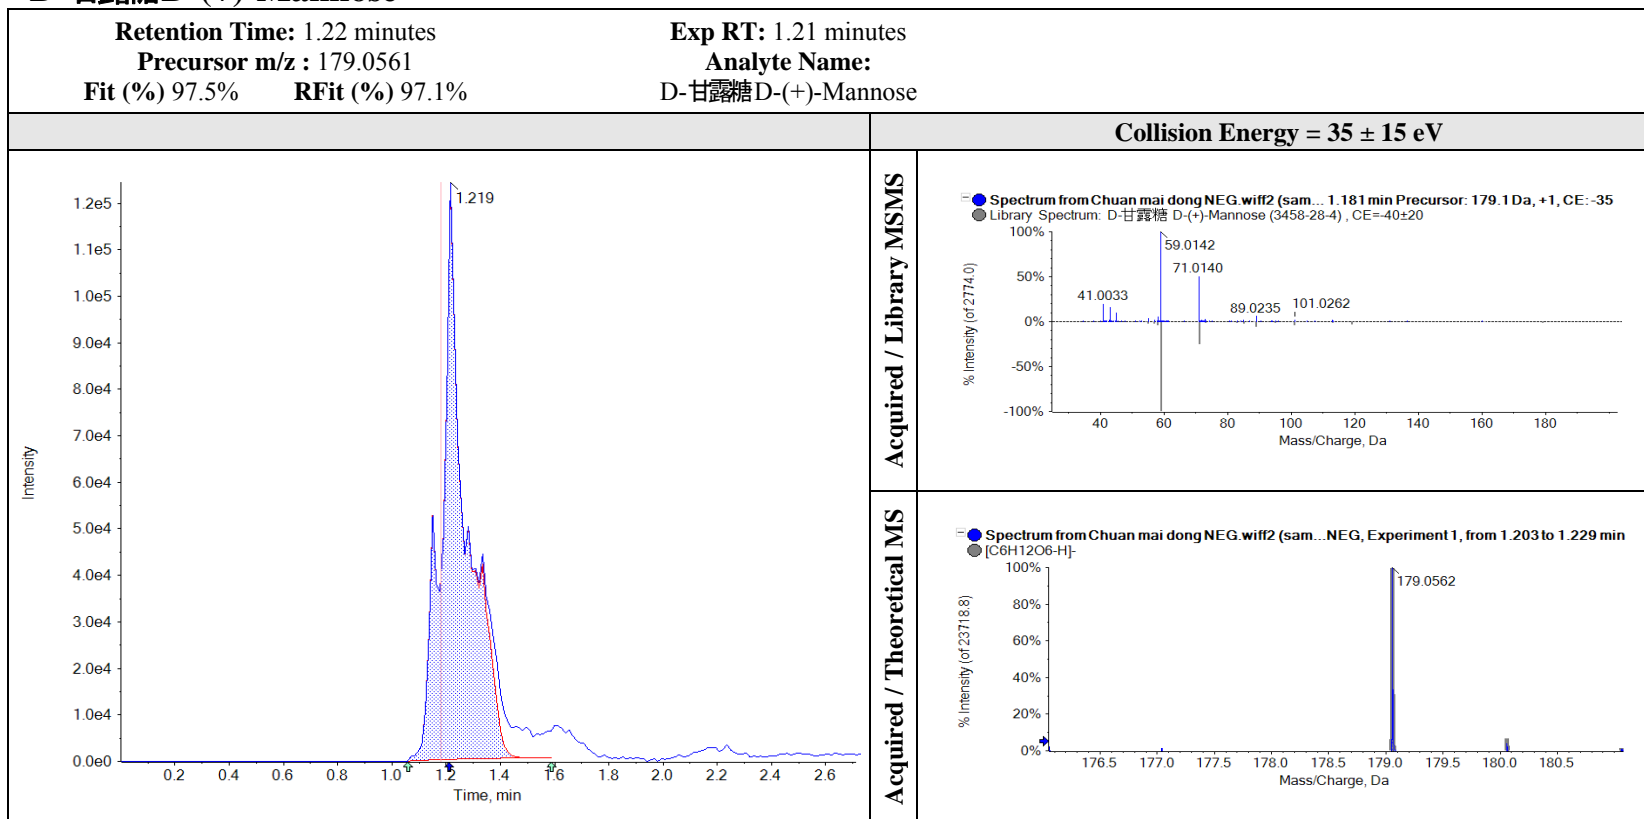 D-甘露糖D-(+)-Mannose
Retention Time: 1.22 minutes
Exp RT: 1.21 minutes
Precursor m/z : 179.0561
Analyte Name:
Fit (%) 97.5% RFit (%) 97.1%
D-甘露糖D-(+)-Mannose
Collision Energy = 35 ± 15 eV
1.219
1.2e5
1.1e5
1.0e5
9.0e4
8.0e4
7.0e4
6.0e4
5.0e4
4.0e4
3.0e4
2.0e4
1.0e4
0.0e0
Intensity
0.2 0.4 0.6 0.8 1.0 1.2 1.4 1.6 1.8 2.0 2.2 2.4 2.6
Time, min
Acquired / Library MSMS
Spectrum from Chuan mai dong NEG.wiff2 (sam... 1.181 min Precursor: 179.1 Da, +1, CE: -35
Library Spectrum: D-甘露糖 D-(+)-Mannose (3458-28-4) , CE=-40±20
100%
50%
0%
-50%
-100%
% Intensity (of 2774.0)
59.0142
71.0140
41.0033
89.0235
101.0262
40 60 80 100 120 140 160 180
Mass/Charge, Da
Acquired / Theoretical MS
Spectrum from Chuan mai dong NEG.wiff2 (sam...NEG, Experiment 1, from 1.203 to 1.229 min
[C6H12O6-H]-
100%
80%
60%
40%
20%
0%
% Intensity (of 23718.8)
179.0562
176.5 177.0 177.5 178.0 178.5 179.0 179.5 180.0 180.5
Mass/Charge, Da